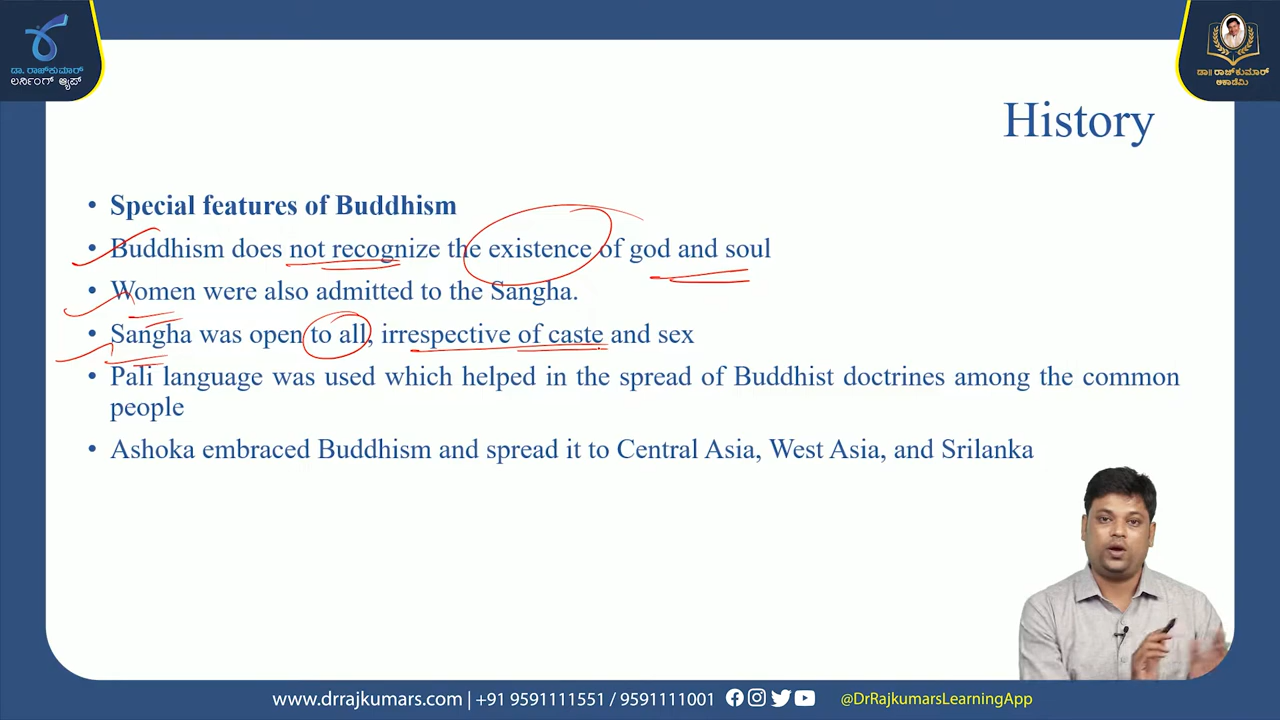 ಡಾ. ರಾಜ್‌ಕುಮಾರ್
ಲರ್ನಿಂಗ್ ಆ್ಯಪ್
ಡಾ|| ರಾಜ್‌ಕುಮಾರ್
ಅಕಾಡೆಮಿ
History
• Special features of Buddhism
• Buddhism does not recognize the existence of god and soul
• Women were also admitted to the Sangha.
• Sangha was open to all, irrespective of caste and sex
• Pali language was used which helped in the spread of Buddhist doctrines among the common
people
• Ashoka embraced Buddhism and spread it to Central Asia, West Asia, and Srilanka
www.drrajkumars.com | +91 9591111551 / 9591111001 @DrRajkumarsLearningApp